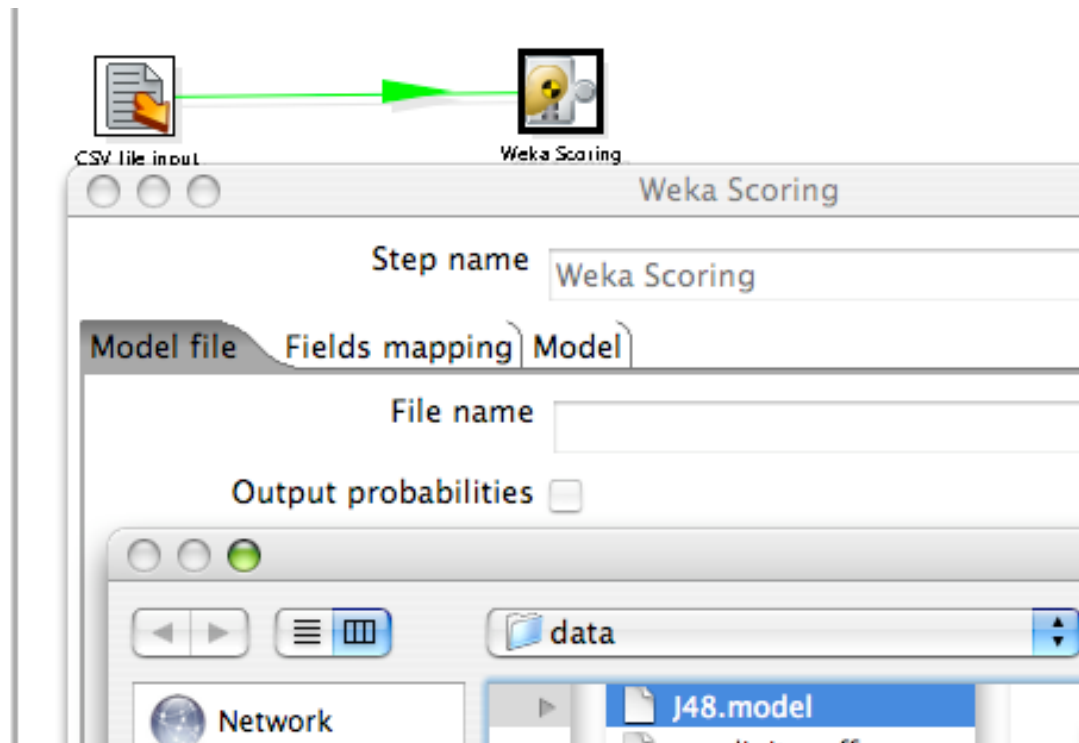 CSV file input
Weka Scoring
Weka Scoring
Step name
Weka Scoring
Model file
Fields mapping
Model
File name
Output probabilities
data
Network
J48.model